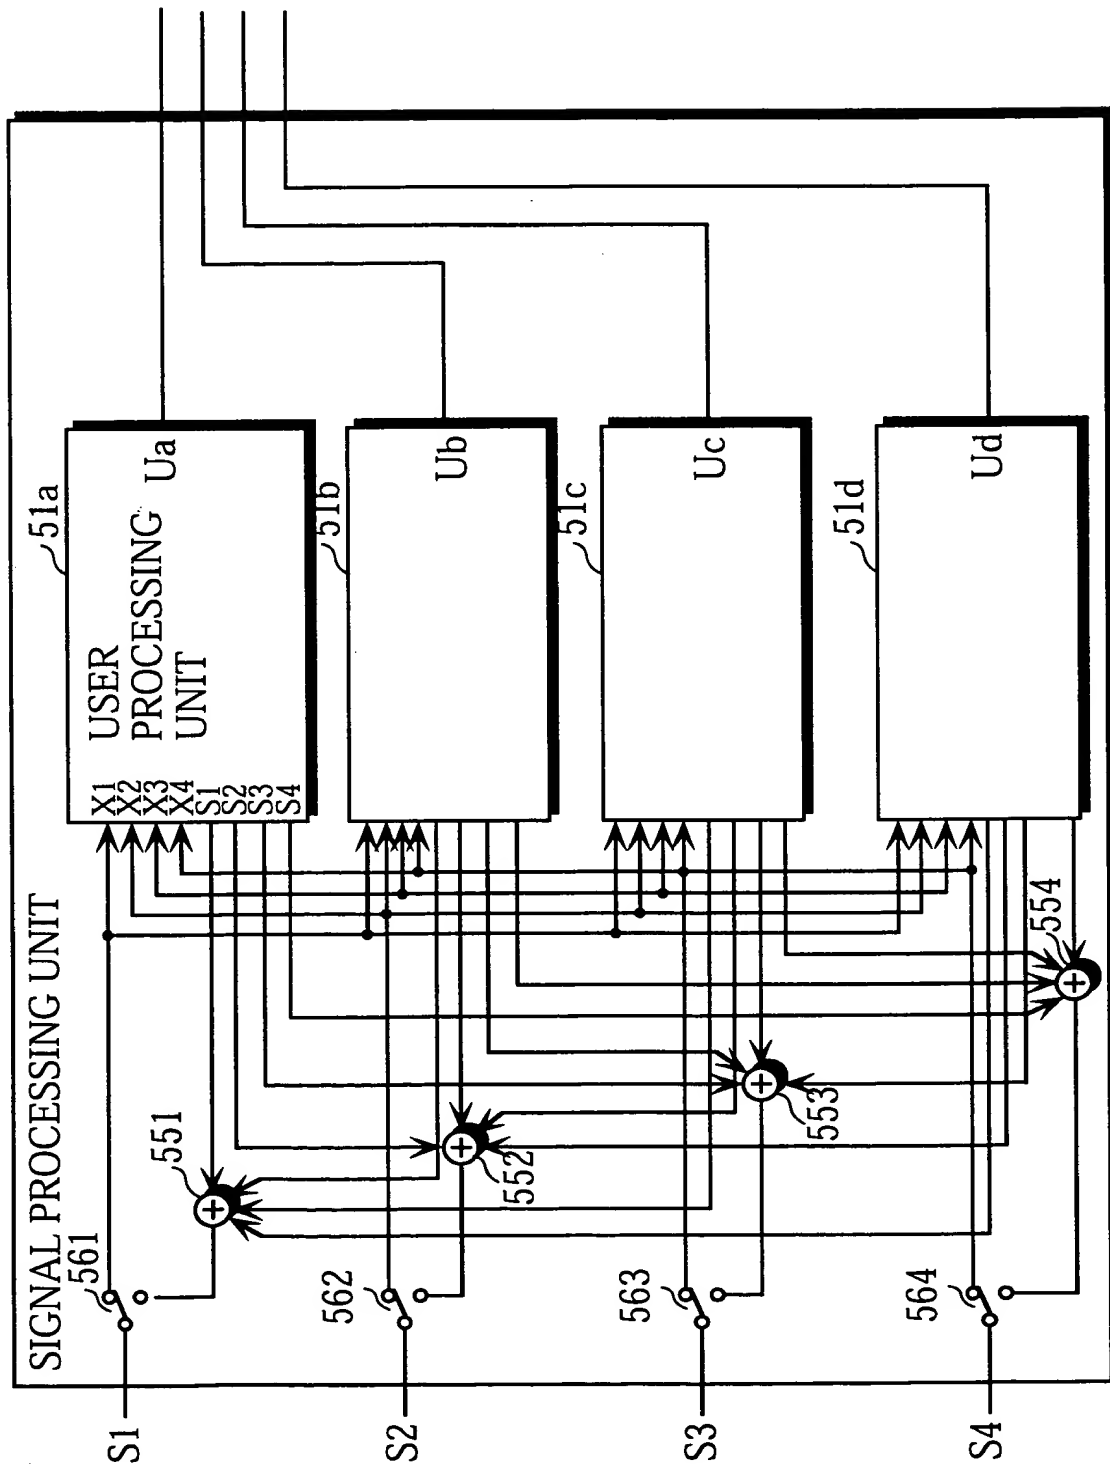 SIGNAL PROCESSING UNIT
51a
USER
PROCESSING
UNIT
Ua
X1
X2
X3
X4
S1
S2
S3
S4
51b
Ub
51c
Uc
51d
Ud
551
552
553
554
561
562
563
564
S1
S2
S3
S4